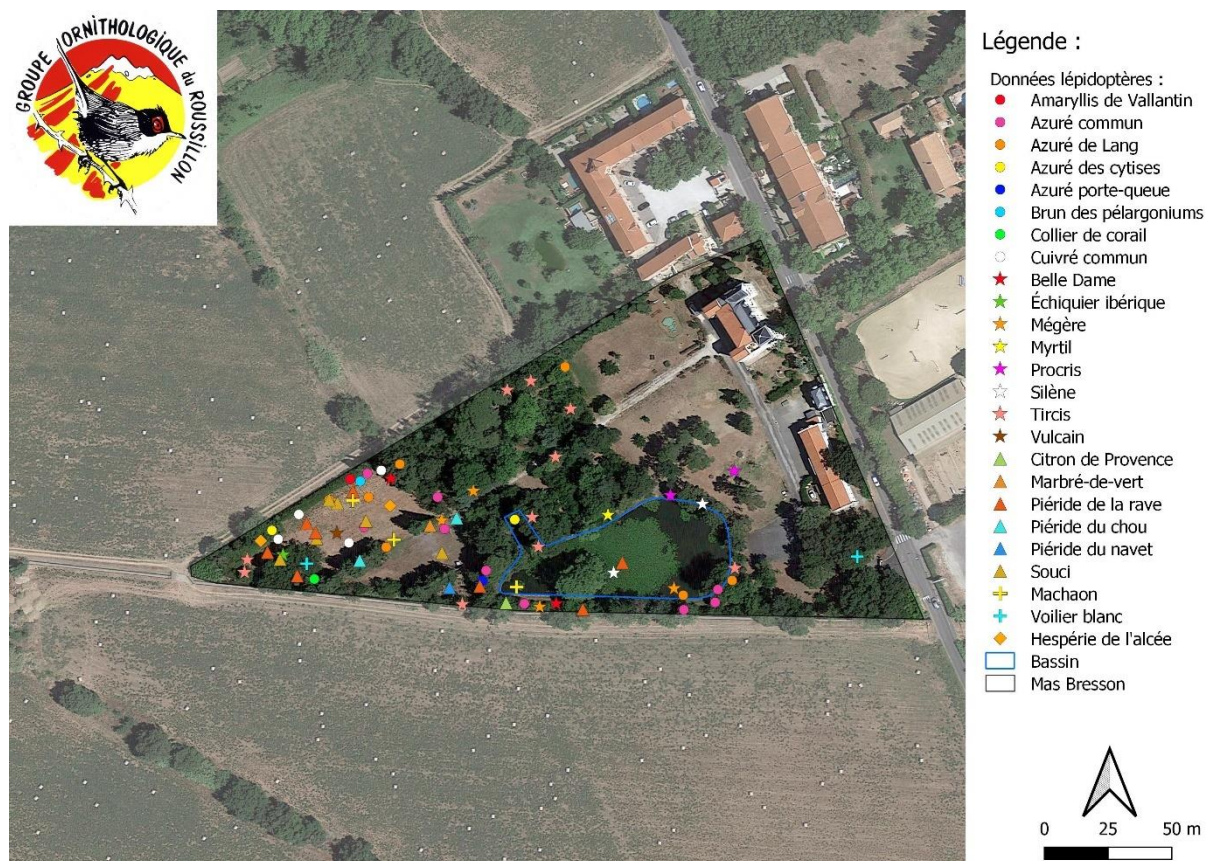 GROUPE ORNITHOLOGIQUE du ROUSSILLON
Légende :
Données lépidoptères :
Amaryllis de Vallantin
Azuré commun
Azuré de Lang
Azuré des cytises
Azuré porte-queue
Brun des pélargoniums
Collier de corail
Cuivré commun
Belle Dame
Échiquier ibérique
Mégère
Myrtil
Procris
Silène
Tircis
Vulcain
Citron de Provence
Marbré-de-vert
Piéride de la rave
Piéride du chou
Piéride du navet
Souci
Machaon
Voilier blanc
Hespérie de l'alcée
Bassin
Mas Bresson
0 25 50 m